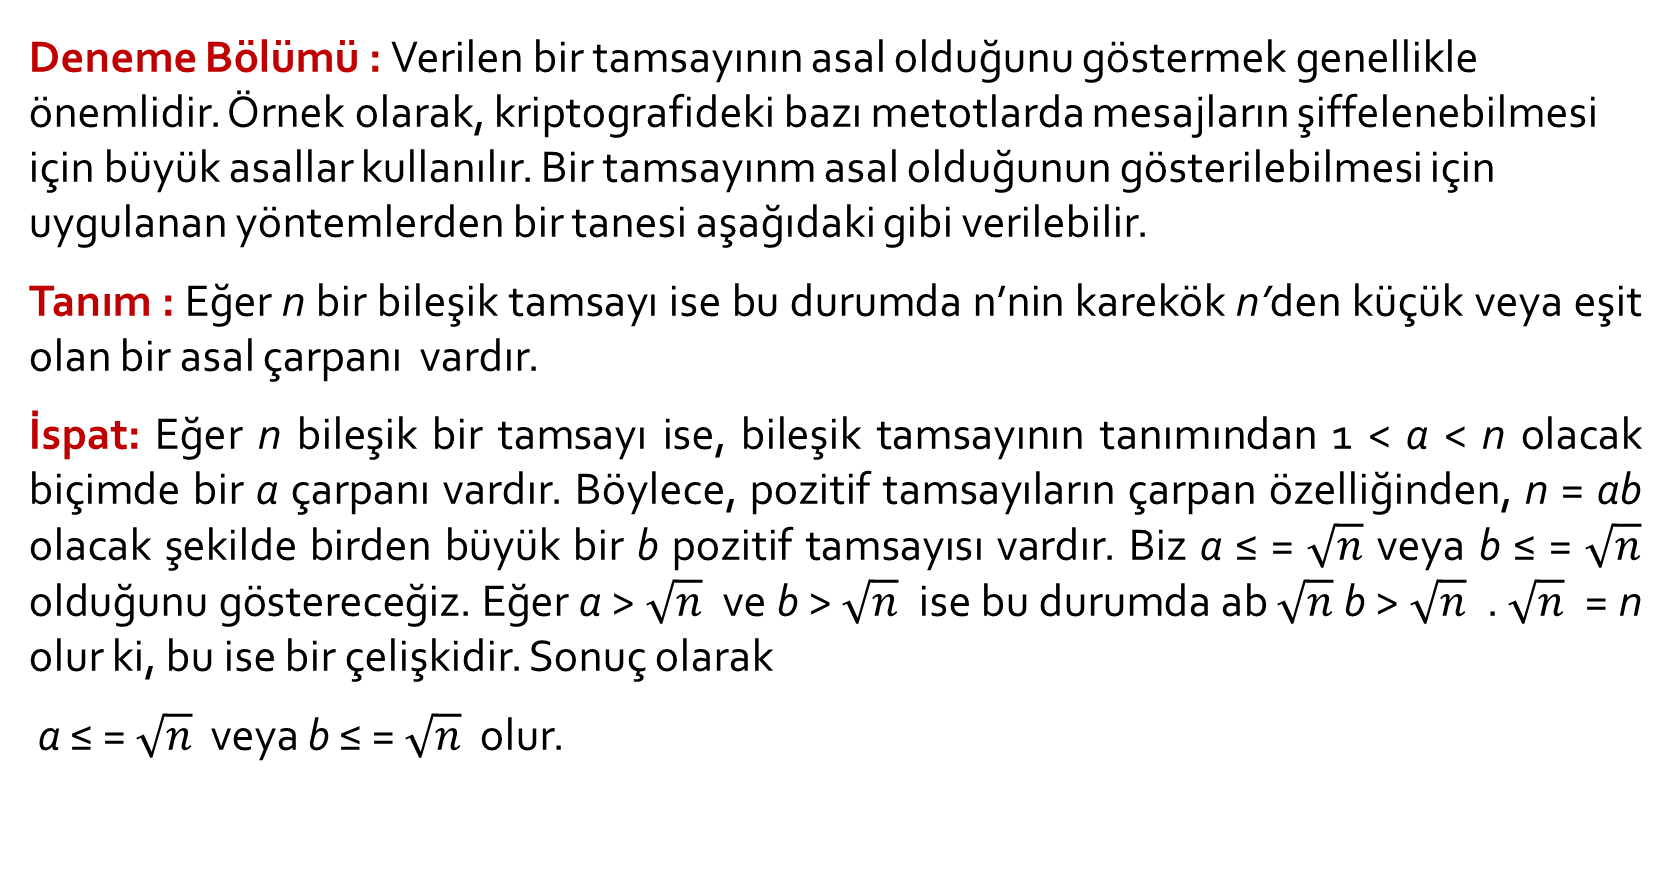 Deneme Bölümü : Verilen bir tamsayının asal olduğunu göstermek genellikle
önemlidir. Örnek olarak, kriptografideki bazı metotlarda mesajların şiffelenebilmesi
için büyük asallar kullanılır. Bir tamsayınm asal olduğunun gösterilebilmesi için
uygulanan yöntemlerden bir tanesi aşağıdaki gibi verilebilir.
Tanım : Eğer n bir bileşik tamsayı ise bu durumda n’nin karekök n’den küçük veya eşit
olan bir asal çarpanı vardır.
İspat: Eğer n bileşik bir tamsayı ise, bileşik tamsayının tanımından 1 < a < n olacak
biçimde bir a çarpanı vardır. Böylece, pozitif tamsayıların çarpan özelliğinden, n = ab
olacak şekilde birden büyük bir b pozitif tamsayısı vardır. Biz a ≤ = √n veya b ≤ = √n
olduğunu göstereceğiz. Eğer a > √n ve b > √n ise bu durumda ab √n b > √n . √n = n
olur ki, bu ise bir çelişkidir. Sonuç olarak
a ≤ = √n veya b ≤ = √n olur.